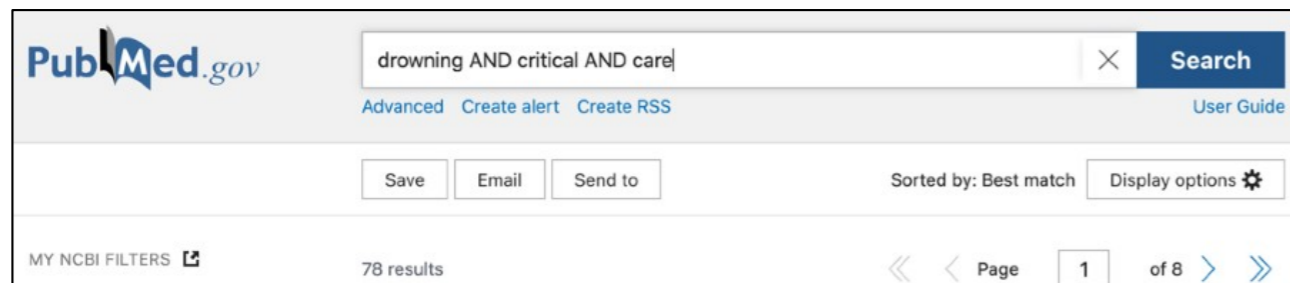 PubMed.gov
drowning AND critical AND care
Search
Advanced Create alert Create RSS
User Guide
Save Email Send to
Sorted by: Best match Display options
MY NCBI FILTERS
78 results
Page 1 of 8